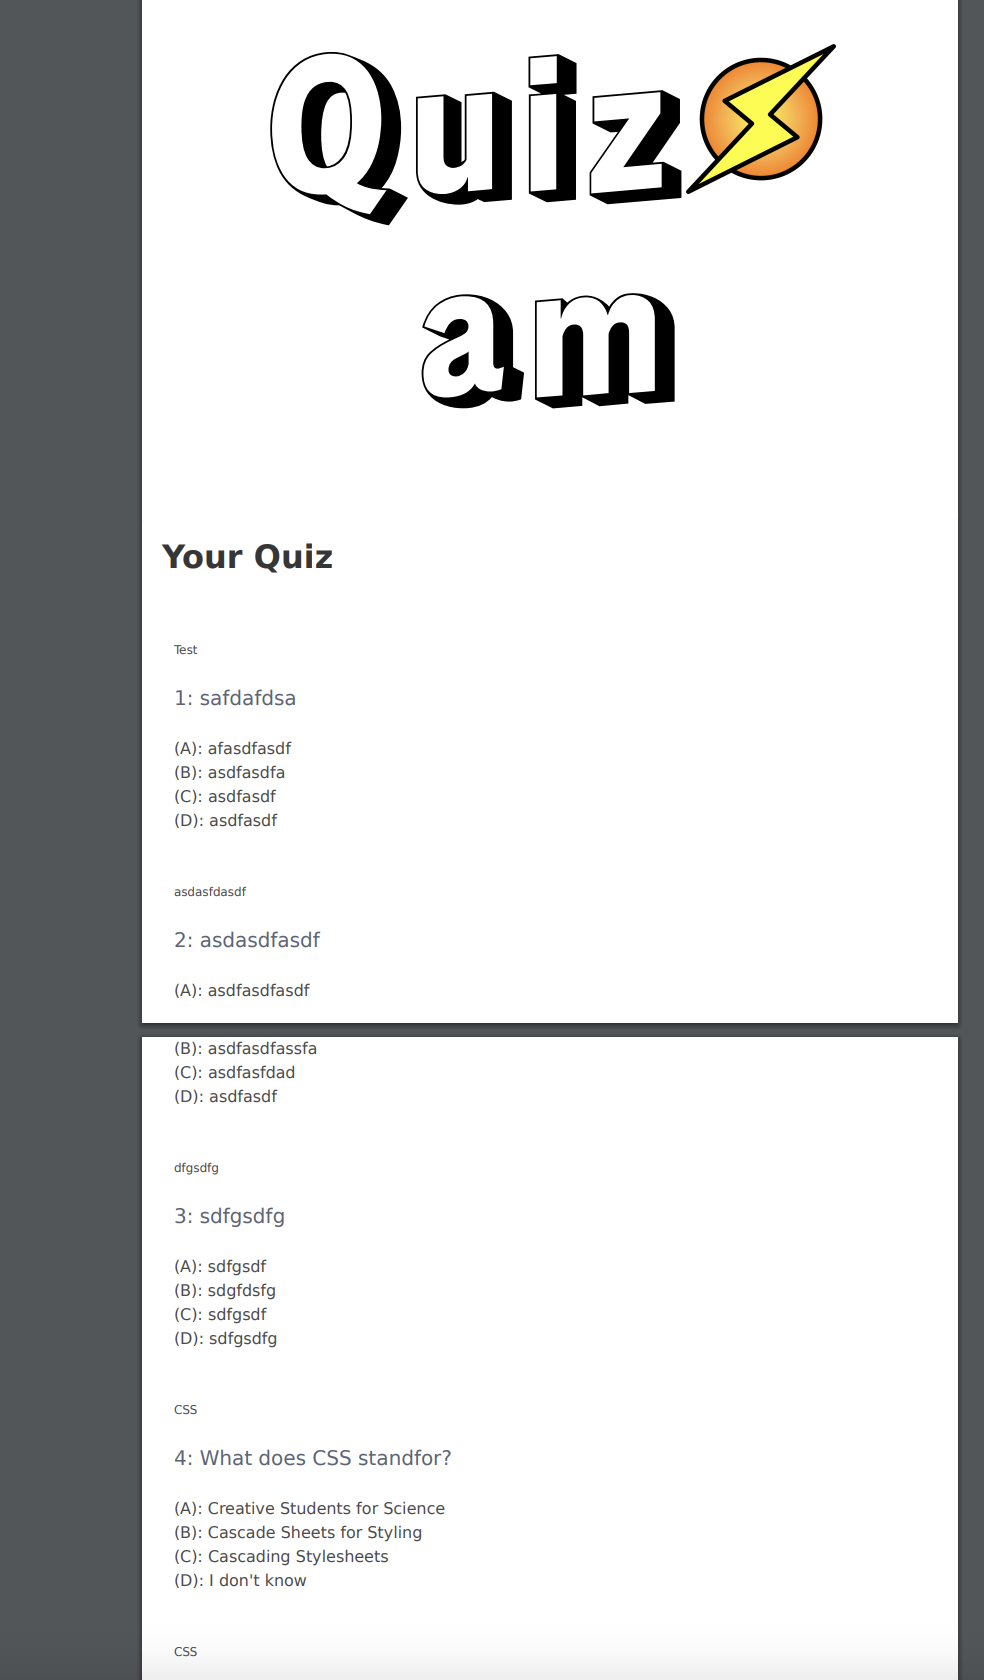 Quiz
am
Your Quiz
Test
1: safdafdsa
(A): afasdfasdf
(B): asdfasdfa
(C): asdfasdf
(D): asdfasdf
asdasfdasdf
2: asdasdfasdf
(A): asdfasdfasdf
(B): asdfasdfassfa
(C): asdfasfdad
(D): asdfasdf
dfgsdfg
3: sdfgsdfg
(A): sdfgsdf
(B): sdgfdsfg
(C): sdfgsdf
(D): sdfgsdfg
CSS
4: What does CSS standfor?
(A): Creative Students for Science
(B): Cascade Sheets for Styling
(C): Cascading Stylesheets
(D): I don't know
CSS